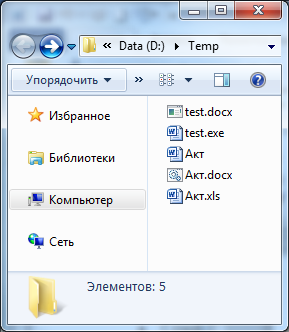 Data (D:) Temp
Упорядочить
Избранное
Библиотеки
Компьютер
Сеть
test.docx
test.exe
Акт
Акт.docx
Акт.xls
Элементов: 5